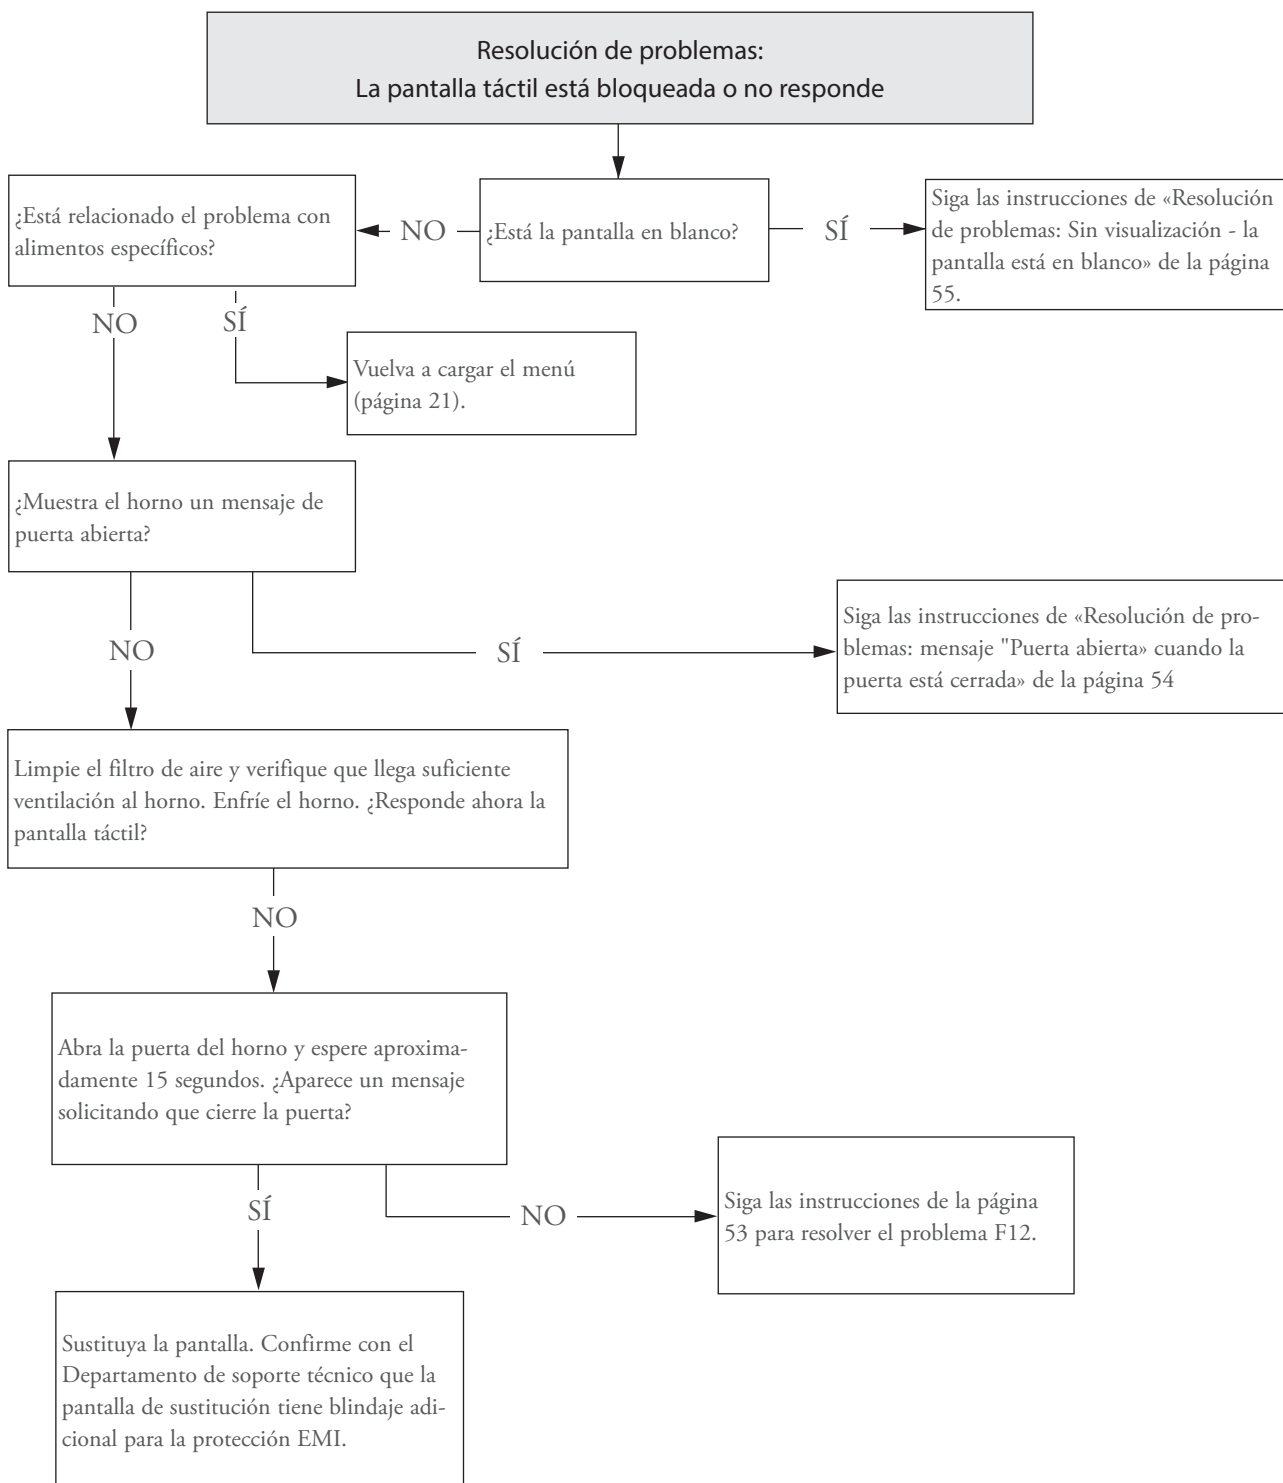 Resolución de problemas:
La pantalla táctil está bloqueada o no responde
¿Está la pantalla en blanco?
SÍ
Siga las instrucciones de «Resolución
de problemas: Sin visualización - la
pantalla está en blanco» de la página
55.
NO
¿Está relacionado el problema con
alimentos específicos?
SÍ
Vuelva a cargar el menú
(página 21).
NO
¿Muestra el horno un mensaje de
puerta abierta?
SÍ
Siga las instrucciones de «Resolución de pro-
blemas: mensaje "Puerta abierta» cuando la
puerta está cerrada» de la página 54
NO
Limpie el filtro de aire y verifique que llega suficiente
ventilación al horno. Enfríe el horno. ¿Responde ahora la
pantalla táctil?
NO
Abra la puerta del horno y espere aproxima-
damente 15 segundos. ¿Aparece un mensaje
solicitando que cierre la puerta?
NO
Siga las instrucciones de la página
53 para resolver el problema F12.
SÍ
Sustituya la pantalla. Confirme con el
Departamento de soporte técnico que la
pantalla de sustitución tiene blindaje adi-
cional para la protección EMI.